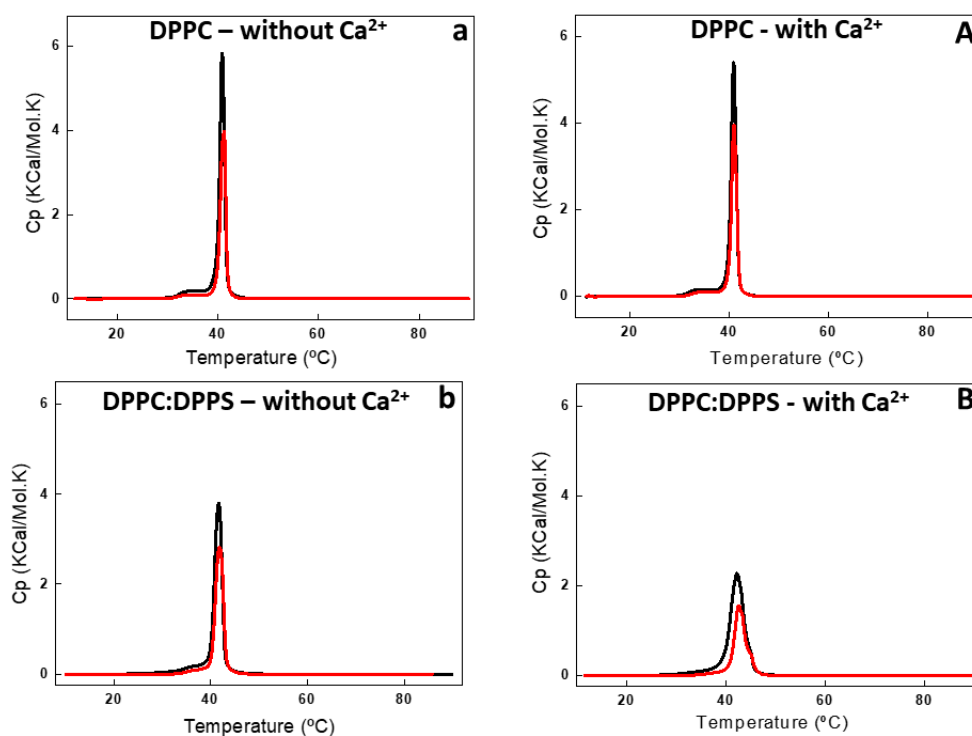 DPPC – without Ca²⁺
a
6
4
2
0
Cp (KCal/Mol.K)
20
40
60
80
Temperature (ºC)
DPPC - with Ca²⁺
A
6
4
2
0
Cp (KCal/Mol.K)
20
40
60
80
Temperature (ºC)
DPPC:DPPS – without Ca²⁺
b
6
4
2
0
Cp (KCal/Mol.K)
20
40
60
80
Temperature (ºC)
DPPC:DPPS - with Ca²⁺
B
6
4
2
0
Cp (KCal/Mol.K)
20
40
60
80
Temperature (ºC)